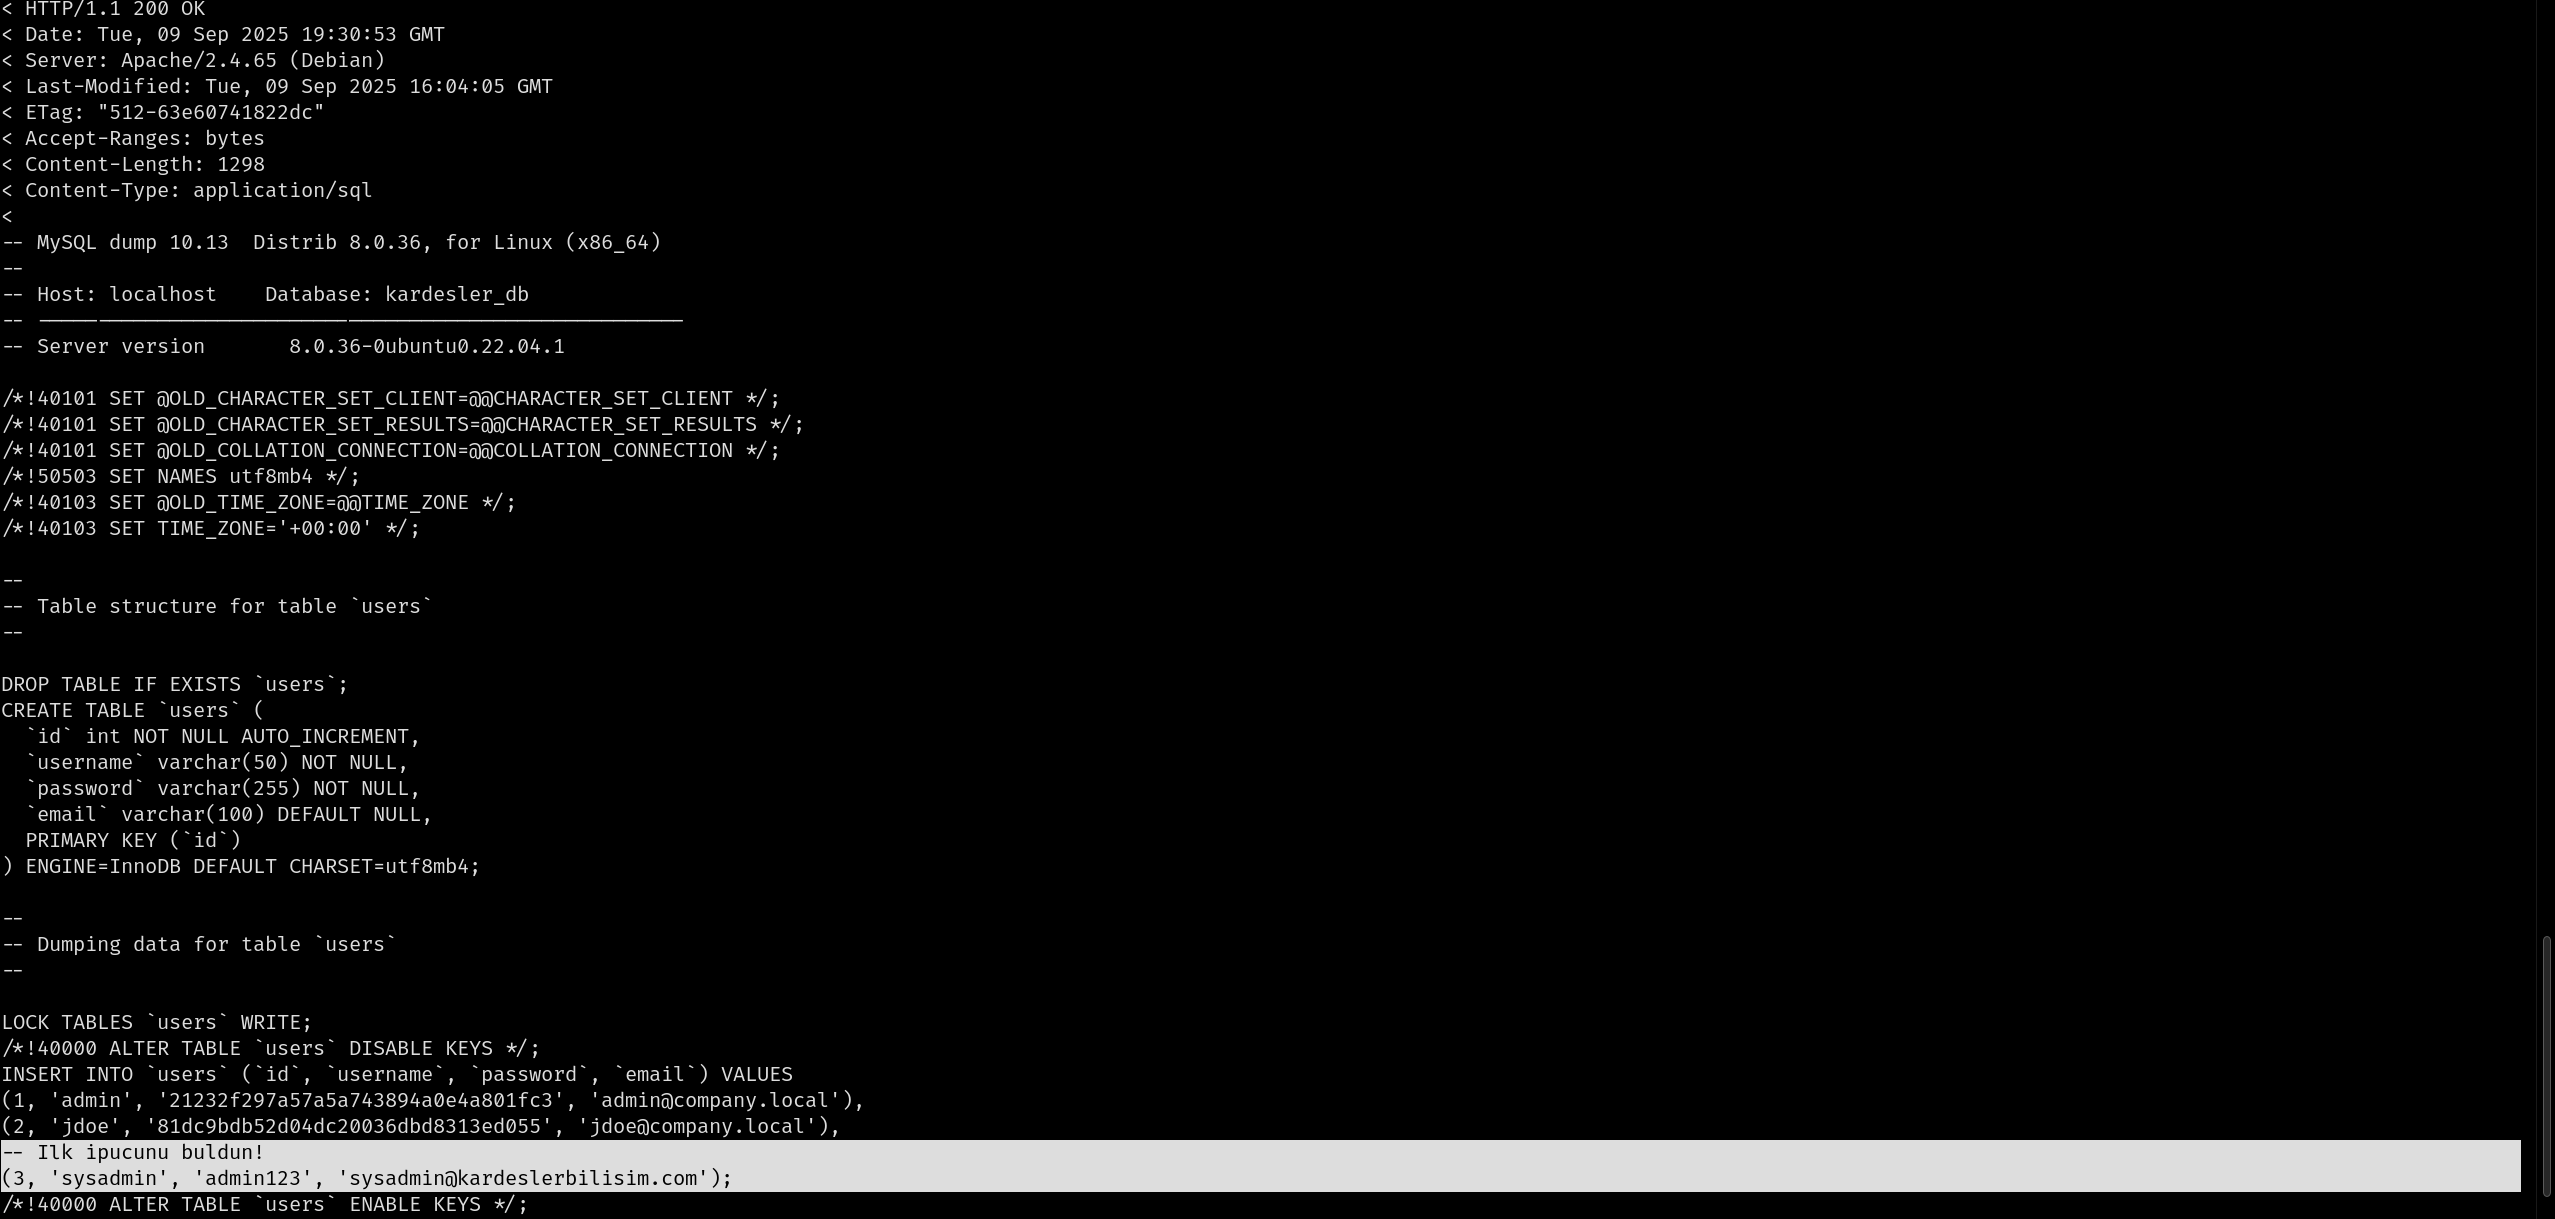 < HTTP/1.1 200 OK
< Date: Tue, 09 Sep 2025 19:30:53 GMT
< Server: Apache/2.4.65 (Debian)
< Last-Modified: Tue, 09 Sep 2025 16:04:05 GMT
< ETag: "512-63e60741822dc"
< Accept-Ranges: bytes
< Content-Length: 1298
< Content-Type: application/sql
<
-- MySQL dump 10.13  Distrib 8.0.36, for Linux (x86_64)
--
-- Host: localhost    Database: kardesler_db
-- ------------------------------------------------------
-- Server version       8.0.36-0ubuntu0.22.04.1

/*!40101 SET @OLD_CHARACTER_SET_CLIENT=@@CHARACTER_SET_CLIENT */;
/*!40101 SET @OLD_CHARACTER_SET_RESULTS=@@CHARACTER_SET_RESULTS */;
/*!40101 SET @OLD_COLLATION_CONNECTION=@@COLLATION_CONNECTION */;
/*!50503 SET NAMES utf8mb4 */;
/*!40103 SET @OLD_TIME_ZONE=@@TIME_ZONE */;
/*!40103 SET TIME_ZONE='+00:00' */;

--
-- Table structure for table `users`
--

DROP TABLE IF EXISTS `users`;
CREATE TABLE `users` (
  `id` int NOT NULL AUTO_INCREMENT,
  `username` varchar(50) NOT NULL,
  `password` varchar(255) NOT NULL,
  `email` varchar(100) DEFAULT NULL,
  PRIMARY KEY (`id`)
) ENGINE=InnoDB DEFAULT CHARSET=utf8mb4;

--
-- Dumping data for table `users`
--

LOCK TABLES `users` WRITE;
/*!40000 ALTER TABLE `users` DISABLE KEYS */;
INSERT INTO `users` (`id`, `username`, `password`, `email`) VALUES
(1, 'admin', '21232f297a57a5a743894a0e4a801fc3', 'admin@company.local'),
(2, 'jdoe', '81dc9bdb52d04dc20036dbd8313ed055', 'jdoe@company.local'),
-- Ilk ipucunu buldun!
(3, 'sysadmin', 'admin123', 'sysadmin@kardeslerbilisim.com');
/*!40000 ALTER TABLE `users` ENABLE KEYS */;